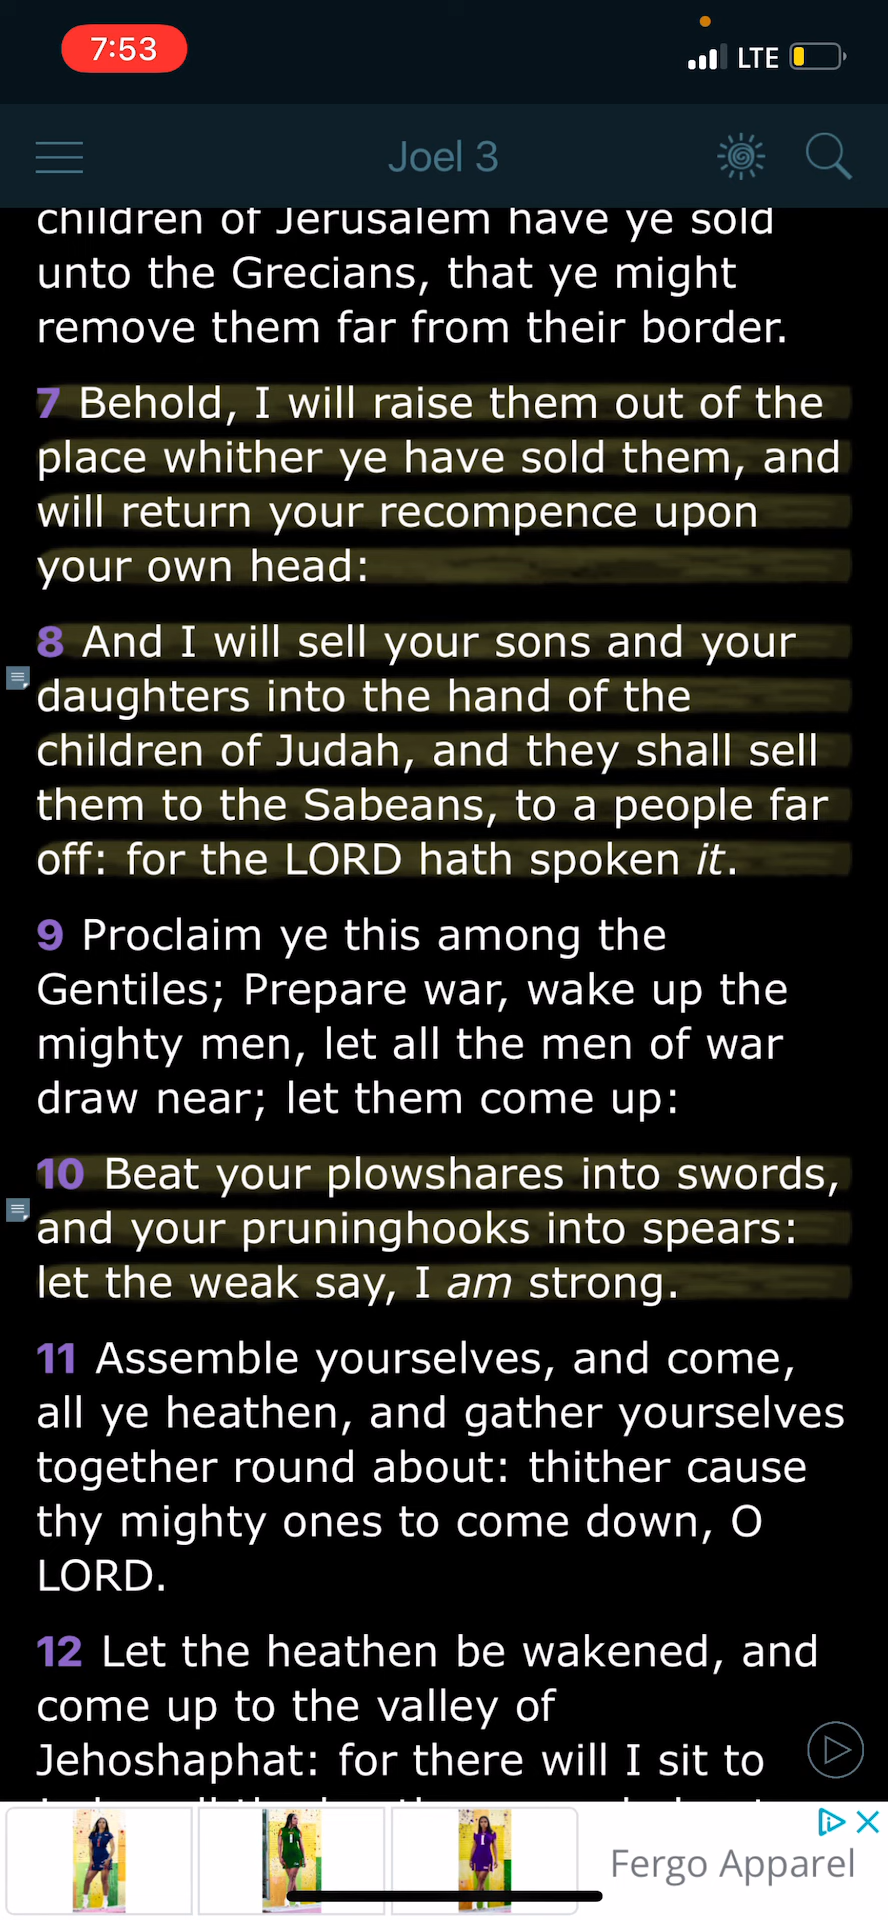 7:53
LTE
Joel 3
children of Jerusalem have ye sold
unto the Grecians, that ye might
remove them far from their border.
7 Behold, I will raise them out of the
place whither ye have sold them, and
will return your recompence upon
your own head:
8 And I will sell your sons and your
daughters into the hand of the
children of Judah, and they shall sell
them to the Sabeans, to a people far
off: for the LORD hath spoken it.
9 Proclaim ye this among the
Gentiles; Prepare war, wake up the
mighty men, let all the men of war
draw near; let them come up:
10 Beat your plowshares into swords,
and your pruninghooks into spears:
let the weak say, I am strong.
11 Assemble yourselves, and come,
all ye heathen, and gather yourselves
together round about: thither cause
thy mighty ones to come down, O
LORD.
12 Let the heathen be wakened, and
come up to the valley of
Jehoshaphat: for there will I sit to
Fergo Apparel